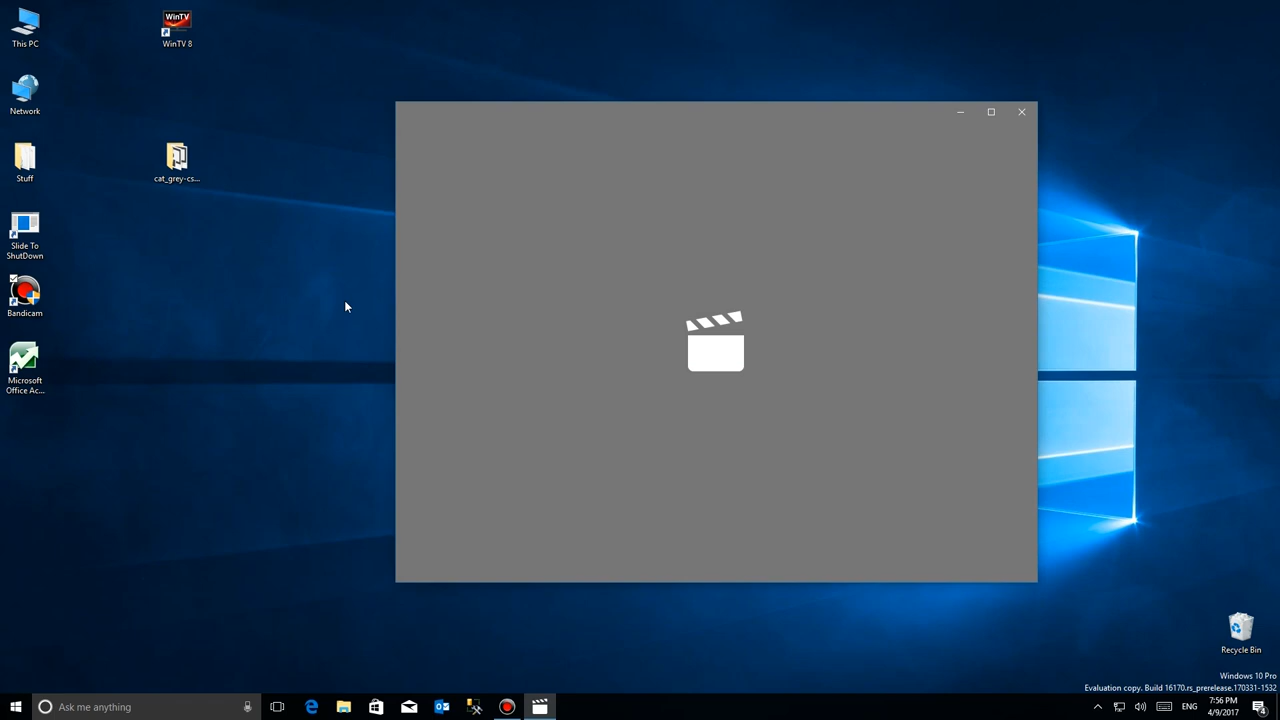 This PC
WinTV
WinTV 8
Network
Stuff
cat_grey-cs...
Slide To
ShutDown
Bandicam
Microsoft
Office Ac...
Recycle Bin
Windows 10 Pro
Evaluation copy. Build 16170.rs_prerelease.170331-1532
Ask me anything
ENG
7:56 PM
4/9/2017
4